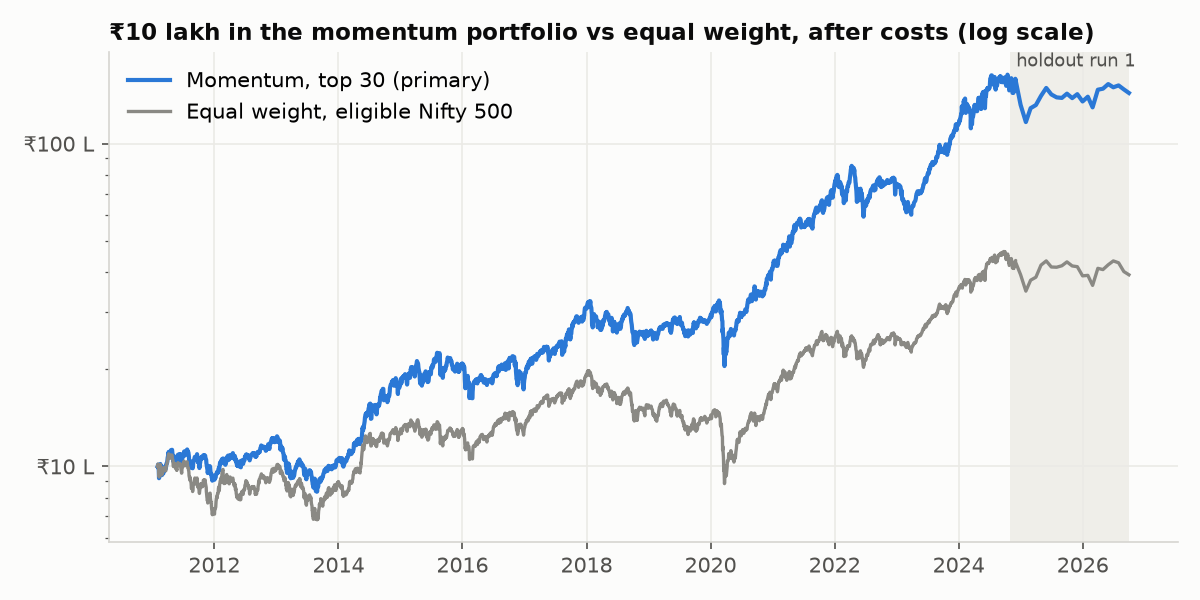 ₹10 lakh in the momentum portfolio vs equal weight, after costs (log scale)
holdout run 1
Momentum, top 30 (primary)
Equal weight, eligible Nifty 500
₹100 L
₹10 L
2012 2014 2016 2018 2020 2022 2024 2026